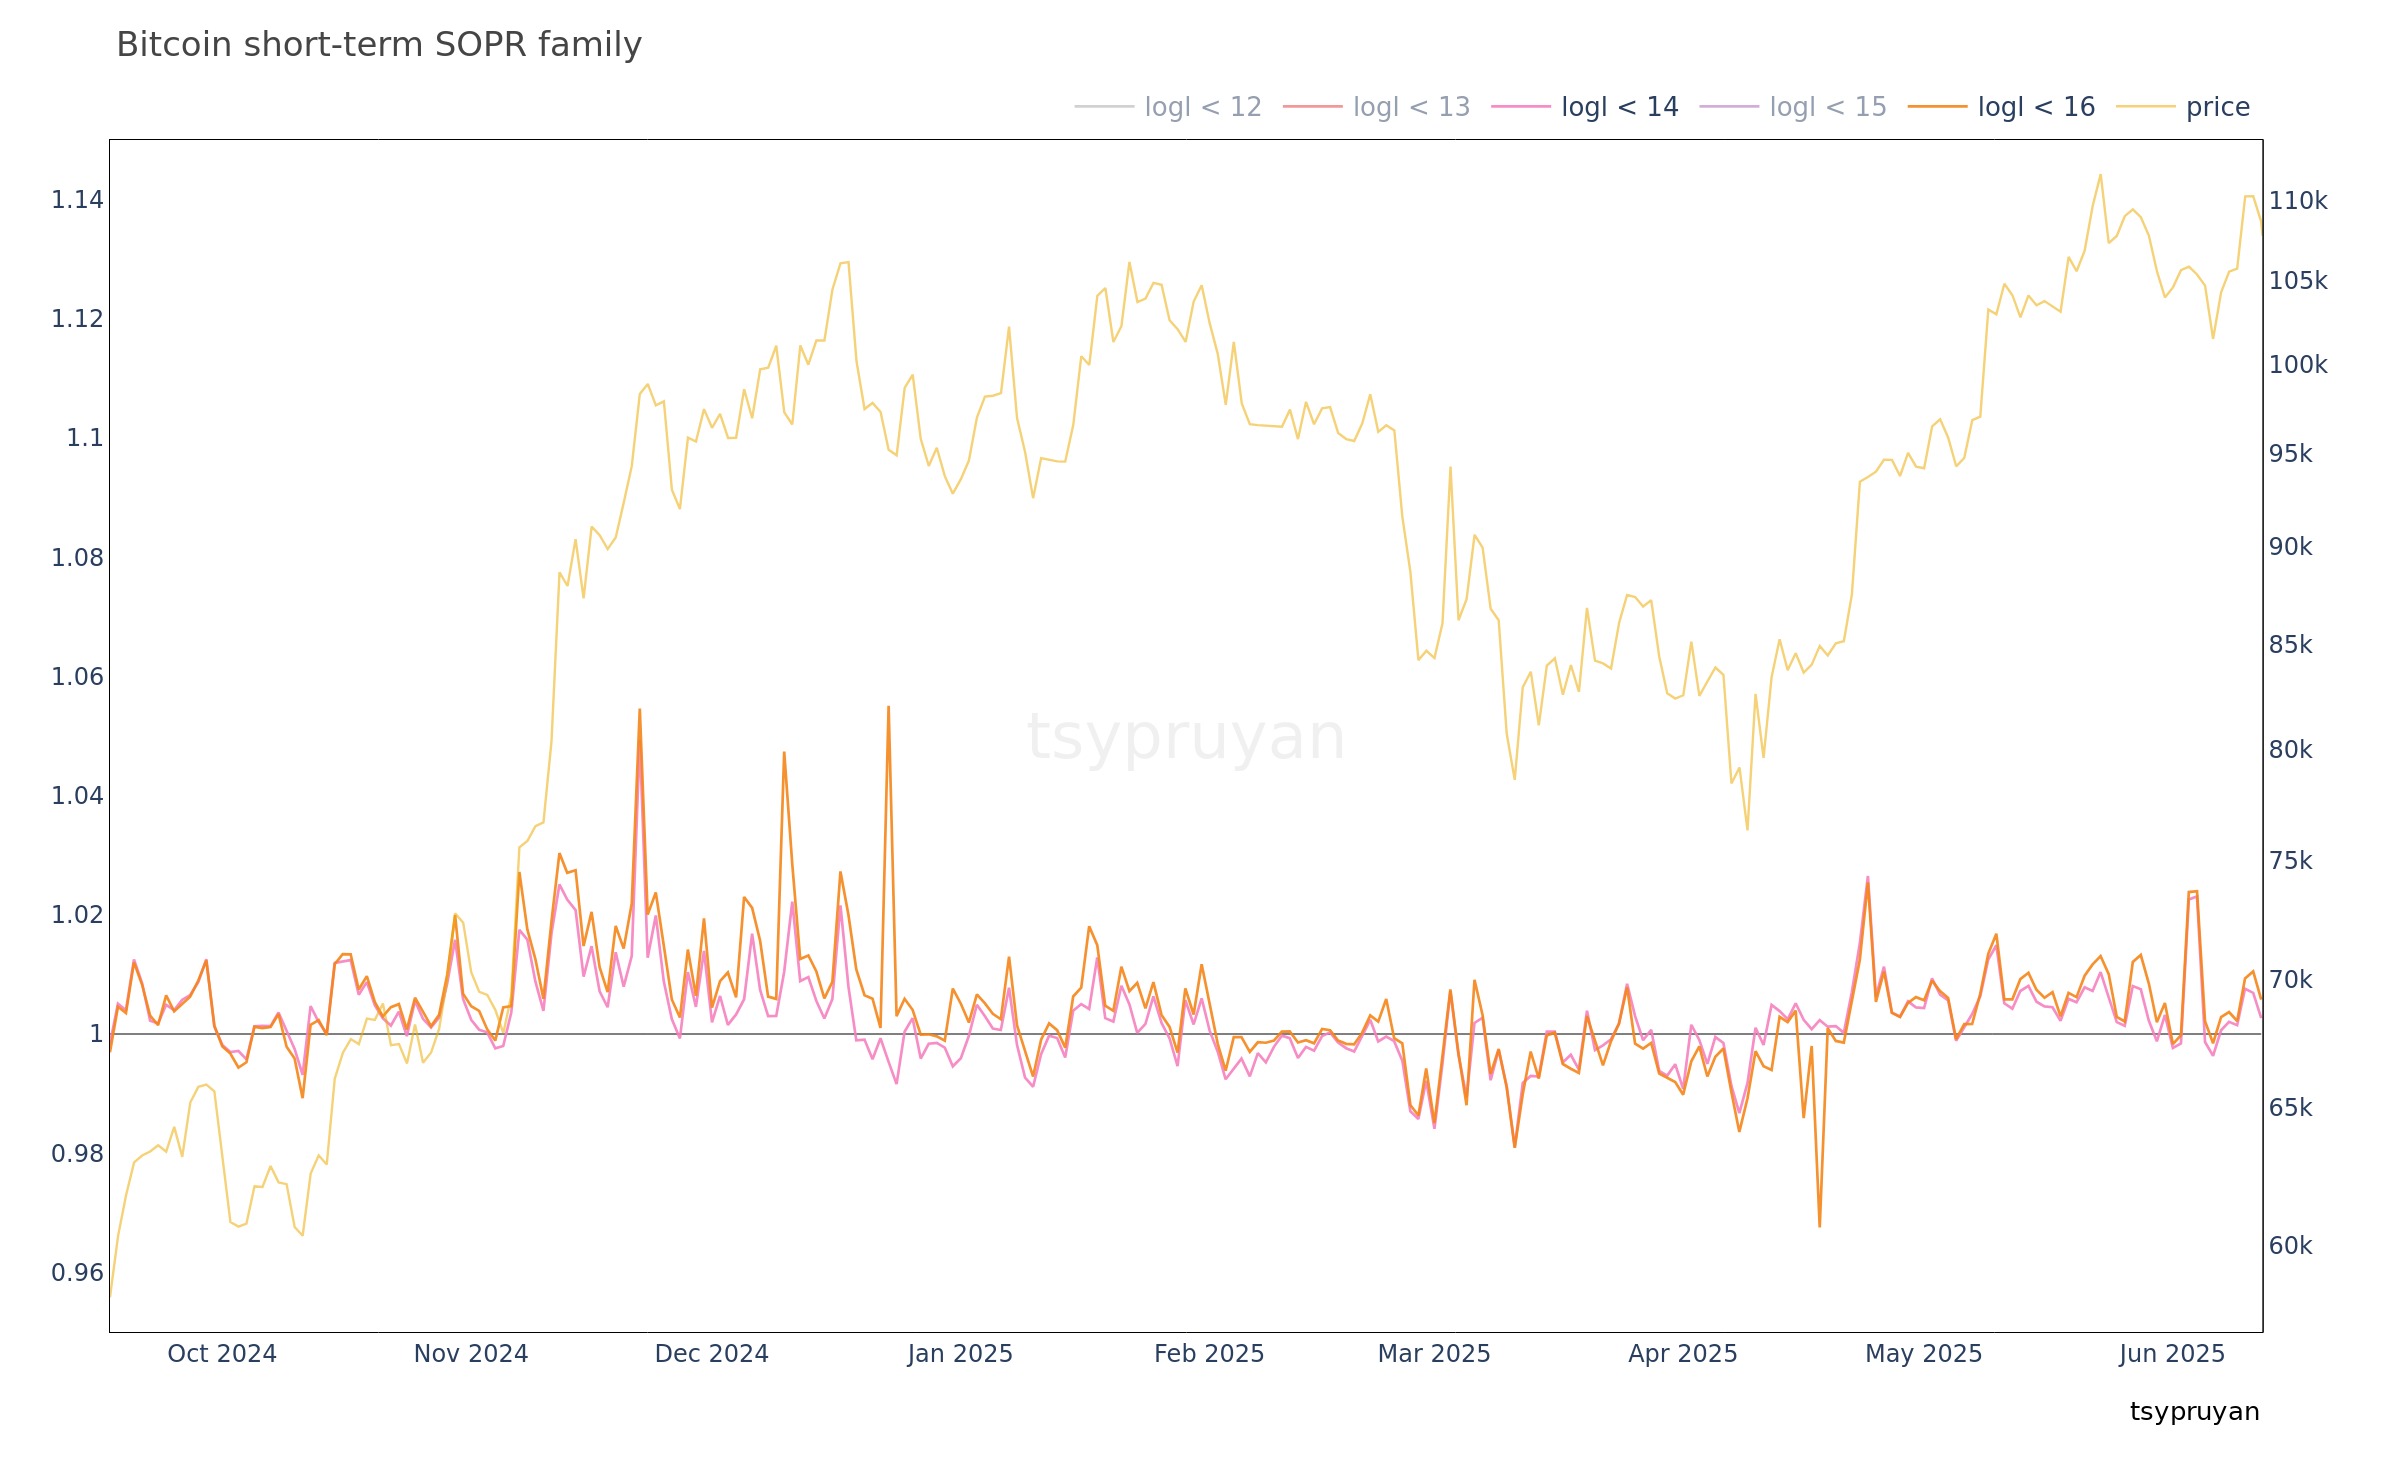 Bitcoin short-term SOPR family
logl < 12 logl < 13 logl < 14 logl < 15 logl < 16 price
1.14 110k
1.12 105k
100k
1.1 95k
1.08 90k
1.06 85k
tsypruyan
80k
1.04
75k
1.02
70k
1
65k
0.98
60k
0.96
Oct 2024 Nov 2024 Dec 2024 Jan 2025 Feb 2025 Mar 2025 Apr 2025 May 2025 Jun 2025
tsypruyan